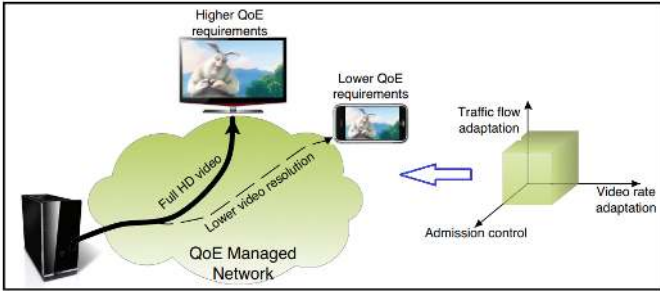 Higher QoE
requirements
Lower QoE
requirements
Full HD video
Lower video resolution
QoE Managed
Network
Traffic flow
adaptation
Video rate
adaptation
Admission control